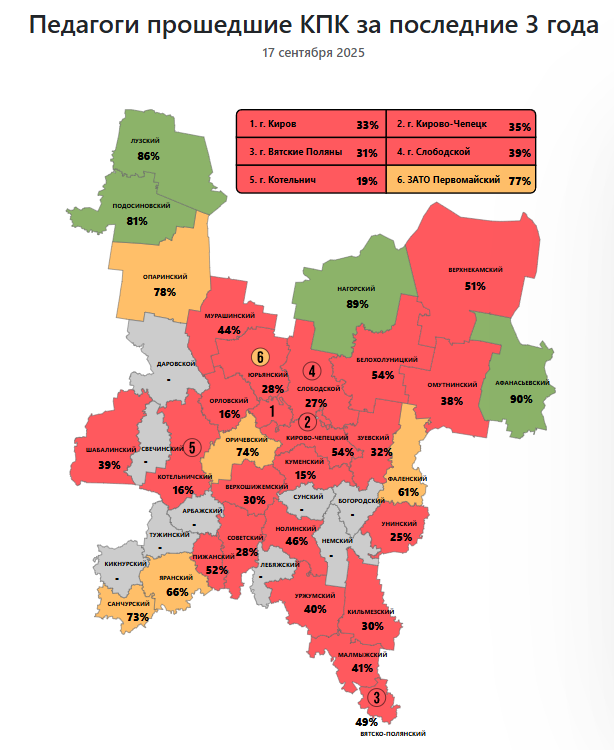 Педагоги прошедшие КПК за последние 3 года
17 сентября 2025
1. г. Киров 33%
2. г. Кирово-Чепецк 35%
3. г. Вятские Поляны 31%
4. г. Слободской 39%
5. г. Котельнич 19%
6. ЗАТО Первомайский 77%
ЛУЗСКИЙ
86%
ПОДОСИНОВСКИЙ
81%
ОПАРИНСКИЙ
78%
НАГОРСКИЙ
89%
ВЕРХНЕКАМСКИЙ
51%
МУРАШИНСКИЙ
44%
ДАРОВСКОЙ
-
6
ЮРЬЯНСКИЙ
28%
4
СЛОБОДСКОЙ
27%
БЕЛОХОЛУНИЦКИЙ
54%
ОМУТНИНСКИЙ
38%
АФАНАСЬЕВСКИЙ
90%
ОРЛОВСКИЙ
16%
1
2
ШАБАЛИНСКИЙ
39%
СВЕЧИНСКИЙ
-
5
КОТЕЛЬНИЧСКИЙ
16%
ОРИЧЕВСКИЙ
74%
КИРОВО-ЧЕПЕЦКИЙ
54%
ЗУЕВСКИЙ
32%
КУМЕНСКИЙ
15%
ФАЛЕНСКИЙ
61%
ВЕРХОШИЖЕМСКИЙ
30%
СУНСКИЙ
-
БОГОРОДСКИЙ
-
АРБАЖСКИЙ
-
УНИНСКИЙ
25%
ТУЖИНСКИЙ
-
СОВЕТСКИЙ
28%
НОЛИНСКИЙ
46%
НЕМСКИЙ
-
КИКНУРСКИЙ
-
ПИЖАНСКИЙ
52%
ЛЕБЯЖСКИЙ
-
ЯРАНСКИЙ
66%
САНЧУРСКИЙ
73%
УРЖУМСКИЙ
40%
КИЛЬМЕЗСКИЙ
30%
МАЛМЫЖСКИЙ
41%
3
49%
ВЯТСКО-ПОЛЯНСКИЙ